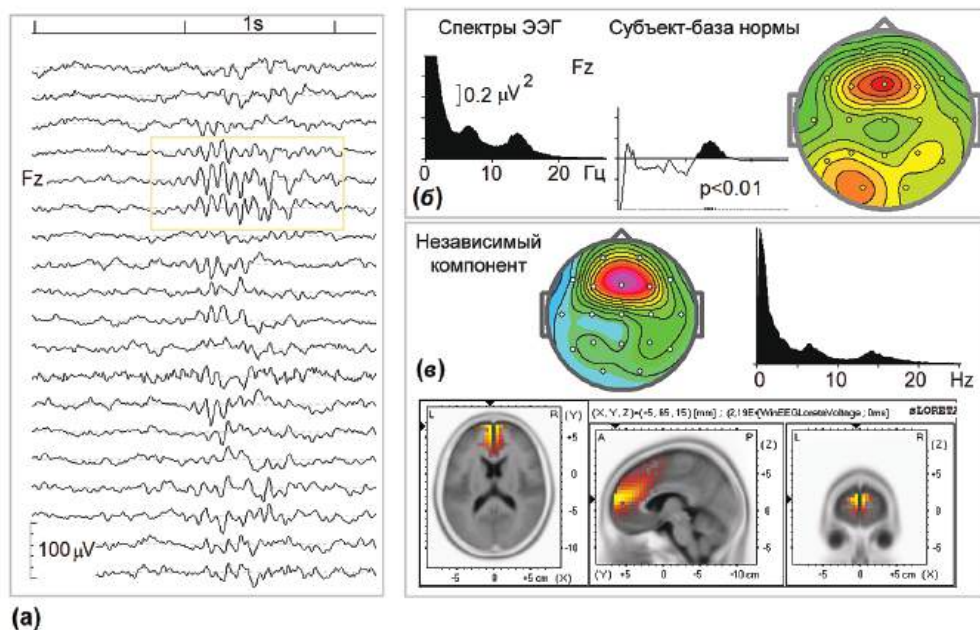 1s
Fz
100 μV
(а)
Спектры ЭЭГ
Субъект-база нормы
Fz
0.2 μV²
0 10 20 Гц
p<0.01
(б)
Независимый
компонент
(в)
0 10 20 Hz
L R (Y)
+5
0
-5
-10
-5 0 +5 cm (X)
(X, Y, Z)=(+5, 65, 15) [mm] ; (2,19E+[WinEEGLoretaVoltage ; 0ms] sLORETA
A P (Z)
+5
0
-5
(Y) +5 0 -5 -10cm
L R
(Z)
+5
0
-5
-5 0 +5 cm (X)